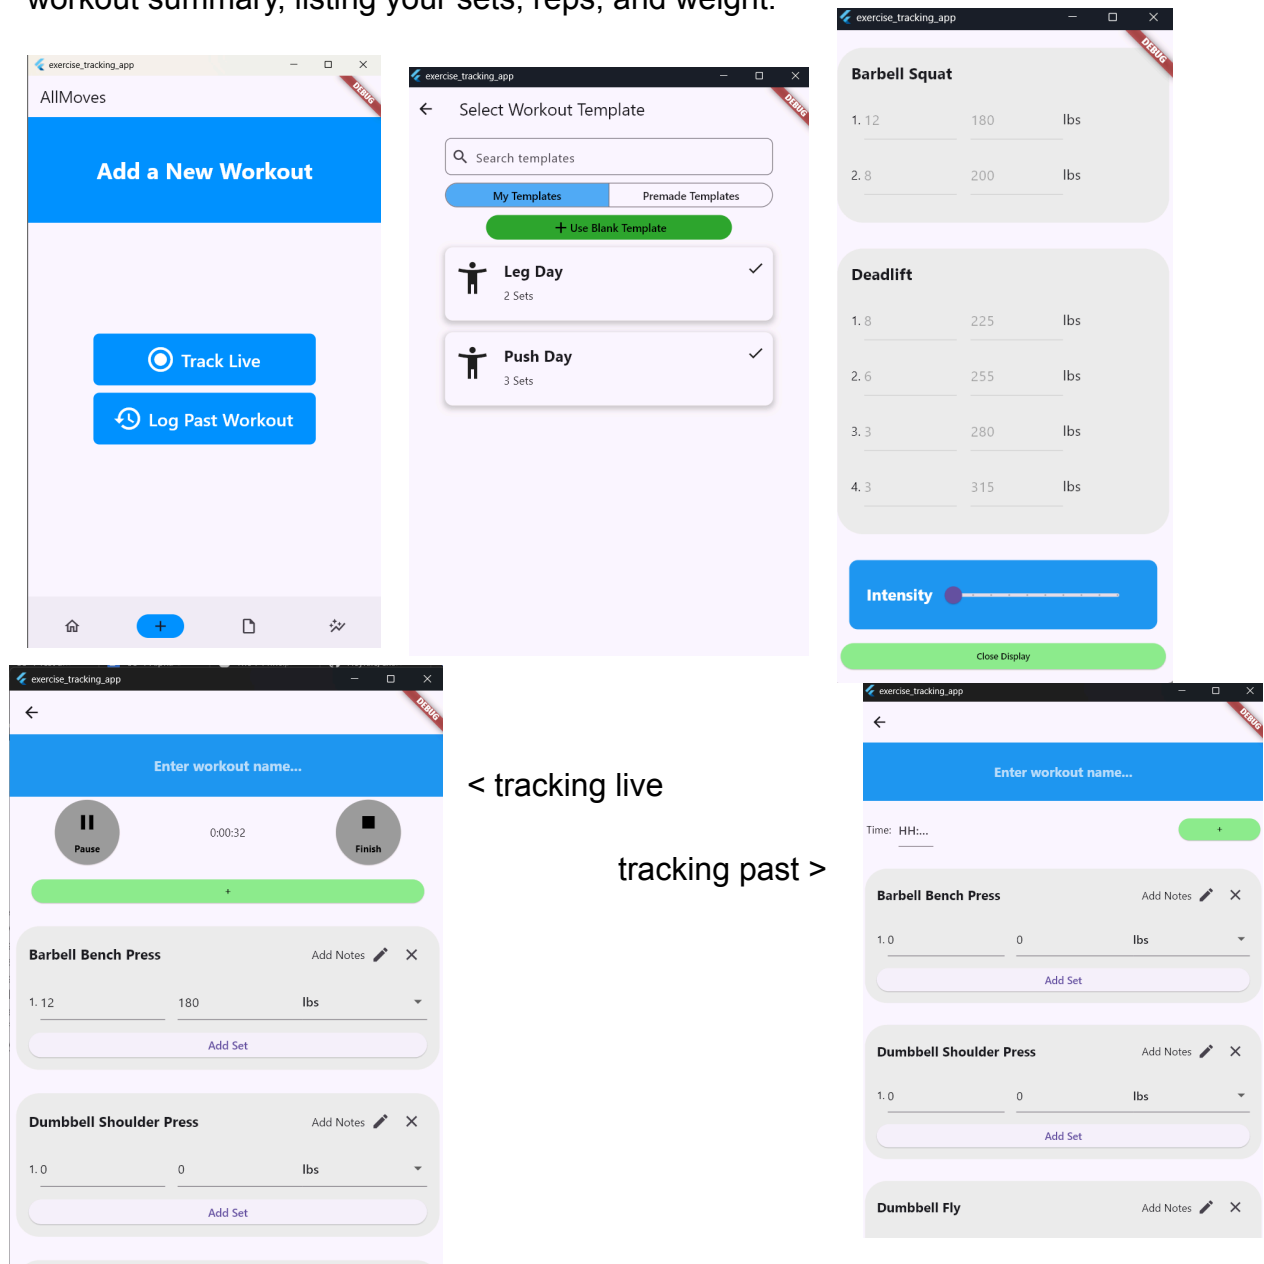 workout summary, listing your sets, reps, and weight.
exercise_tracking_app
DEBUG
AllMoves
Add a New Workout
Track Live
Log Past Workout
exercise_tracking_app
DEBUG
Select Workout Template
Search templates
My Templates
Premade Templates
+ Use Blank Template
Leg Day
2 Sets
Push Day
3 Sets
exercise_tracking_app
DEBUG
Barbell Squat
1. 12 180 lbs
2. 8 200 lbs
Deadlift
1. 8 225 lbs
2. 6 255 lbs
3. 3 280 lbs
4. 3 315 lbs
Intensity
Close Display
exercise_tracking_app
DEBUG
Enter workout name...
Pause
0:00:32
Finish
+
Barbell Bench Press Add Notes
1. 12 180 lbs
Add Set
Dumbbell Shoulder Press Add Notes
1. 0 0 lbs
Add Set
< tracking live
tracking past >
exercise_tracking_app
DEBUG
Enter workout name...
Time: HH:...
+
Barbell Bench Press Add Notes
1. 0 0 lbs
Add Set
Dumbbell Shoulder Press Add Notes
1. 0 0 lbs
Add Set
Dumbbell Fly Add Notes